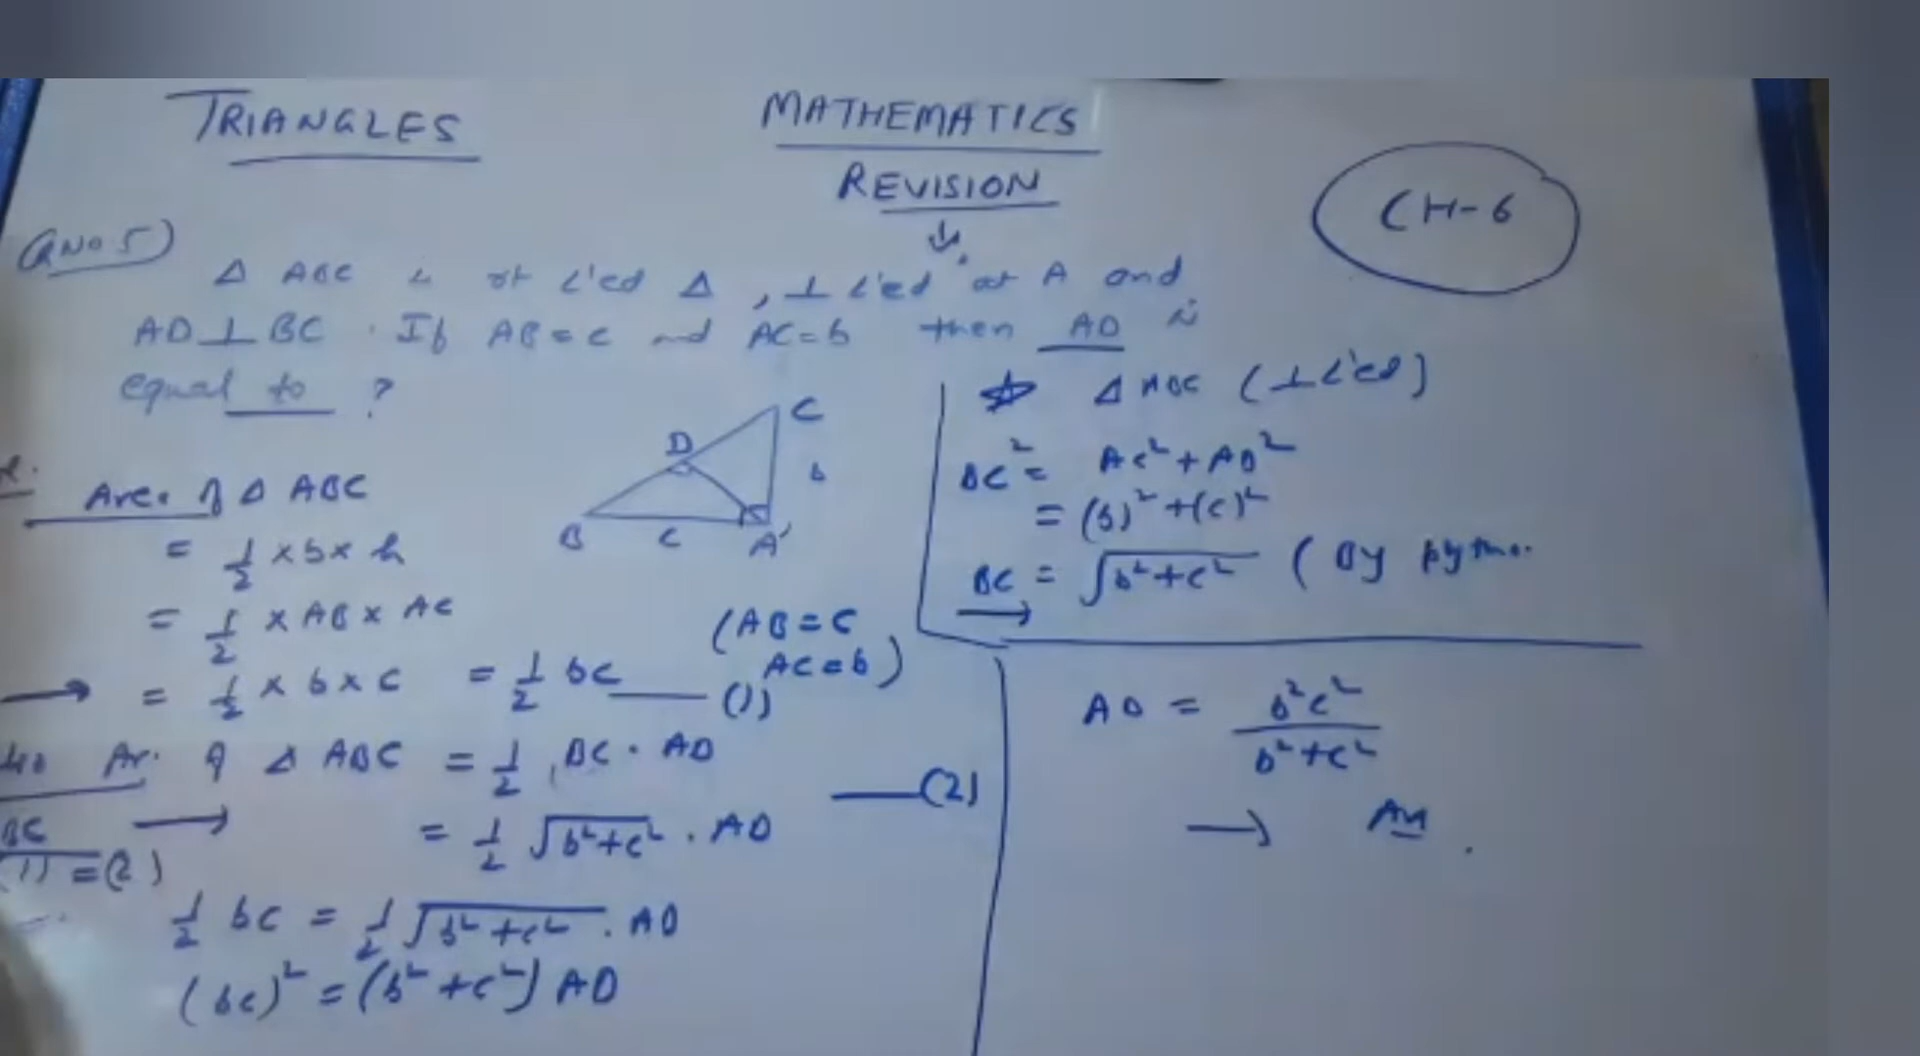 TRIANGLES
MATHEMATICS
REVISION
CH-6
QNO 5)
Δ ABC is rt L'ed Δ, ⊥ L'ed at A and
AD ⊥ BC. If AB = c and AC = b then AD is
equal to ?
D
C
b
B
c
A
Area of Δ ABC
= 1/2 × b × h
= 1/2 × AB × AC
(AB = C
AC = b)
= 1/2 × b × c = 1/2 bc —— (1)
Ar. of Δ ABC = 1/2 BC · AD
—— (2)
BC →
= 1/2 √b²+c² · AD
(1) = (2)
1/2 bc = 1/2 √b²+c² . AD
(bc)² = (b² + c²) AD
Δ ABC (⊥ L'ed)
BC² = AC² + AB²
= (b)² + (c)²
BC = √b²+c² (By pytho.
→
AD = b²c² / b²+c²
→ Ans.